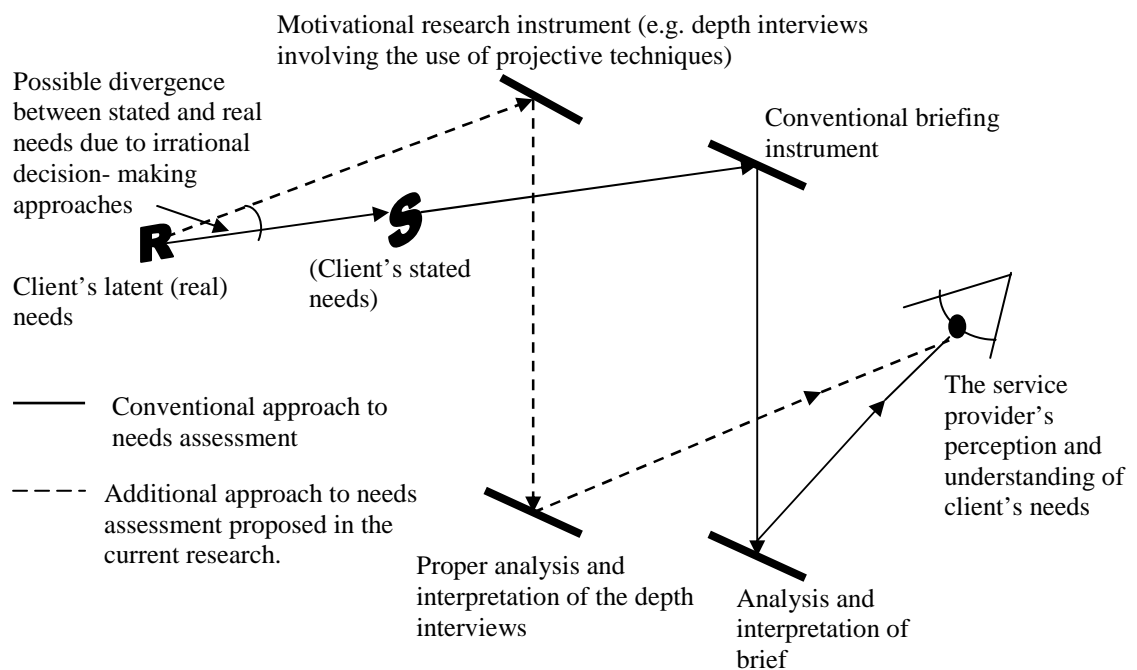 Motivational research instrument (e.g. depth interviews
involving the use of projective techniques)
Possible divergence
between stated and real
needs due to irrational
decision- making
approaches
Conventional briefing
instrument
R
S
Client’s latent (real)
needs
(Client’s stated
needs)
The service
provider’s
perception and
understanding of
client’s needs
Conventional approach to
needs assessment
Additional approach to needs
assessment proposed in the
current research.
Proper analysis and
interpretation of the depth
interviews
Analysis and
interpretation of
brief